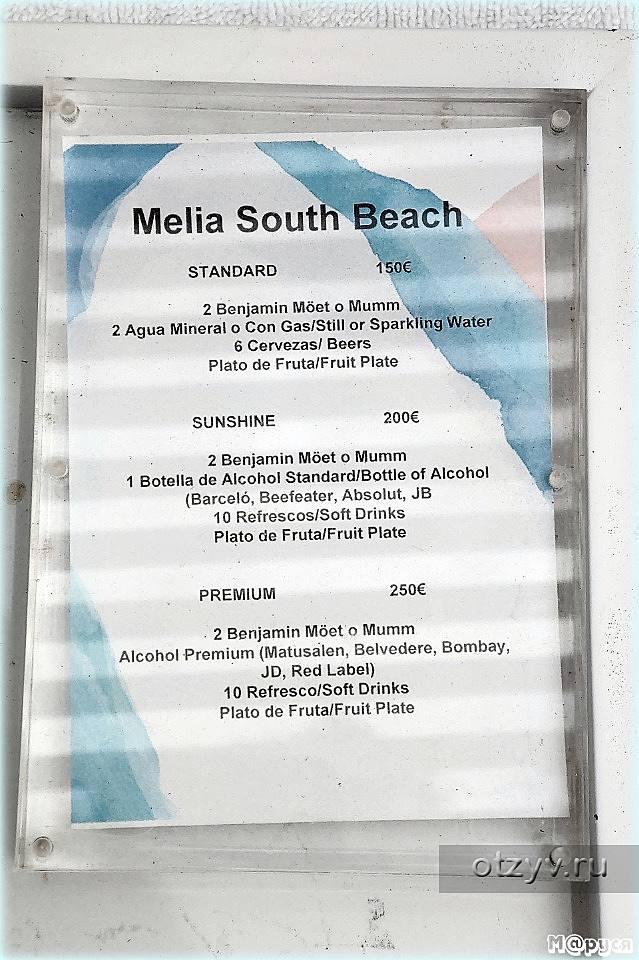 Melia South Beach
STANDARD 150€
2 Benjamin Möet o Mumm
2 Agua Mineral o Con Gas/Still or Sparkling Water
6 Cervezas/ Beers
Plato de Fruta/Fruit Plate
SUNSHINE 200€
2 Benjamin Möet o Mumm
1 Botella de Alcohol Standard/Bottle of Alcohol
(Barceló, Beefeater, Absolut, JB
10 Refrescos/Soft Drinks
Plato de Fruta/Fruit Plate
PREMIUM 250€
2 Benjamin Möet o Mumm
Alcohol Premium (Matusalen, Belvedere, Bombay,
JD, Red Label)
10 Refresco/Soft Drinks
Plato de Fruta/Fruit Plate
otzyv.ru
М@руся